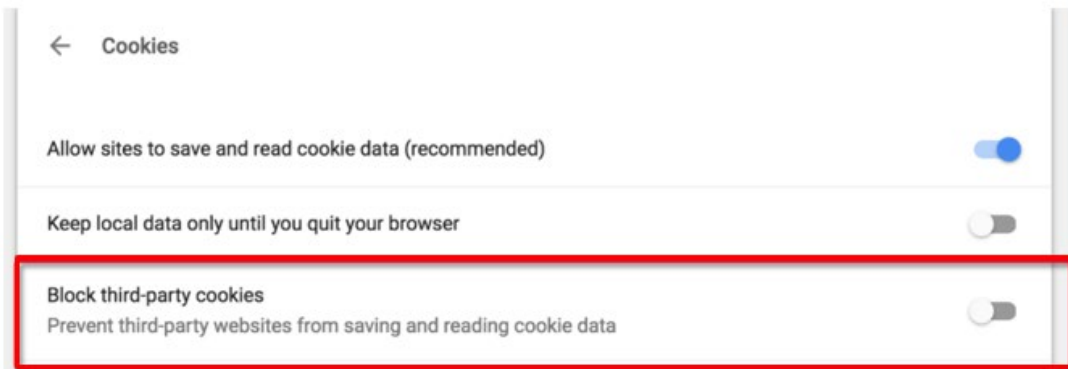 Cookies
Allow sites to save and read cookie data (recommended)
Keep local data only until you quit your browser
Block third-party cookies
Prevent third-party websites from saving and reading cookie data